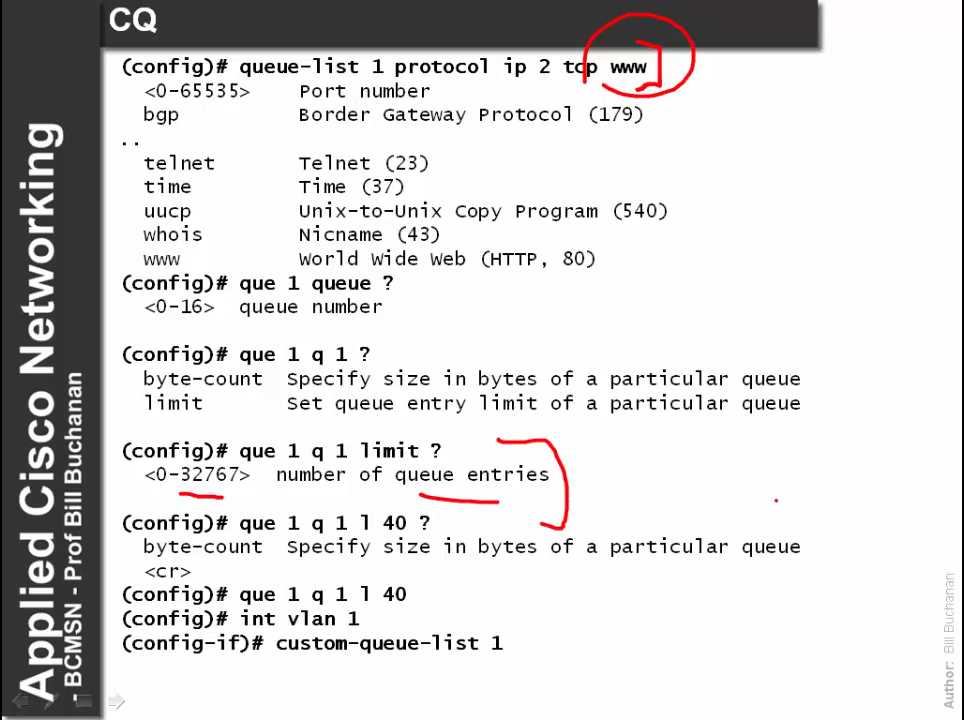 CQ
(config)# queue-list 1 protocol ip 2 tcp www
<0-65535> Port number
bgp Border Gateway Protocol (179)
..
telnet Telnet (23)
time Time (37)
uucp Unix-to-Unix Copy Program (540)
whois Nicname (43)
www World Wide Web (HTTP, 80)
(config)# que 1 queue ?
<0-16> queue number
(config)# que 1 q 1 ?
byte-count Specify size in bytes of a particular queue
limit Set queue entry limit of a particular queue
(config)# que 1 q 1 limit ?
<0-32767> number of queue entries
(config)# que 1 q 1 l 40 ?
byte-count Specify size in bytes of a particular queue
<cr>
(config)# que 1 q 1 l 40
(config)# int vlan 1
(config-if)# custom-queue-list 1
Applied Cisco Networking
- BCMSN - Prof Bill Buchanan
Author: Bill Buchanan